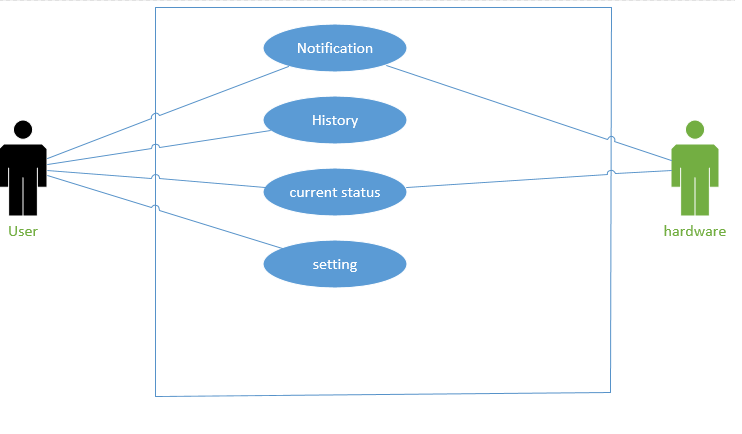 Notification
History
current status
User
hardware
setting